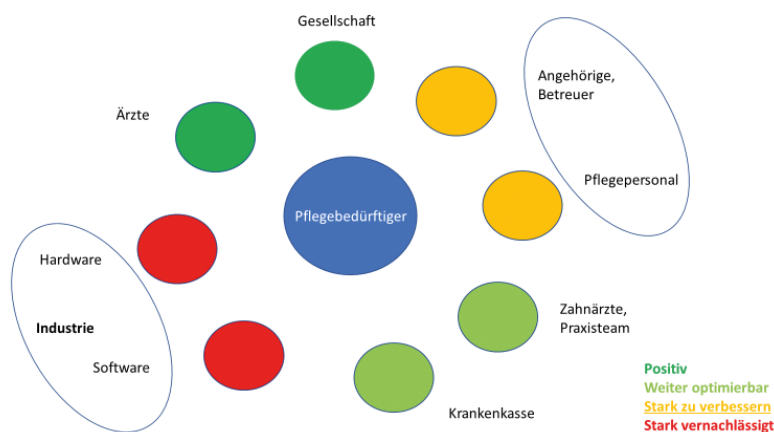 Gesellschaft
Angehörige,
Betreuer
Ärzte
Pflegepersonal
Pflegebedürftiger
Hardware
Industrie
Software
Zahnärzte,
Praxisteam
Krankenkasse
Positiv
Weiter optimierbar
Stark zu verbessern
Stark vernachlässigt